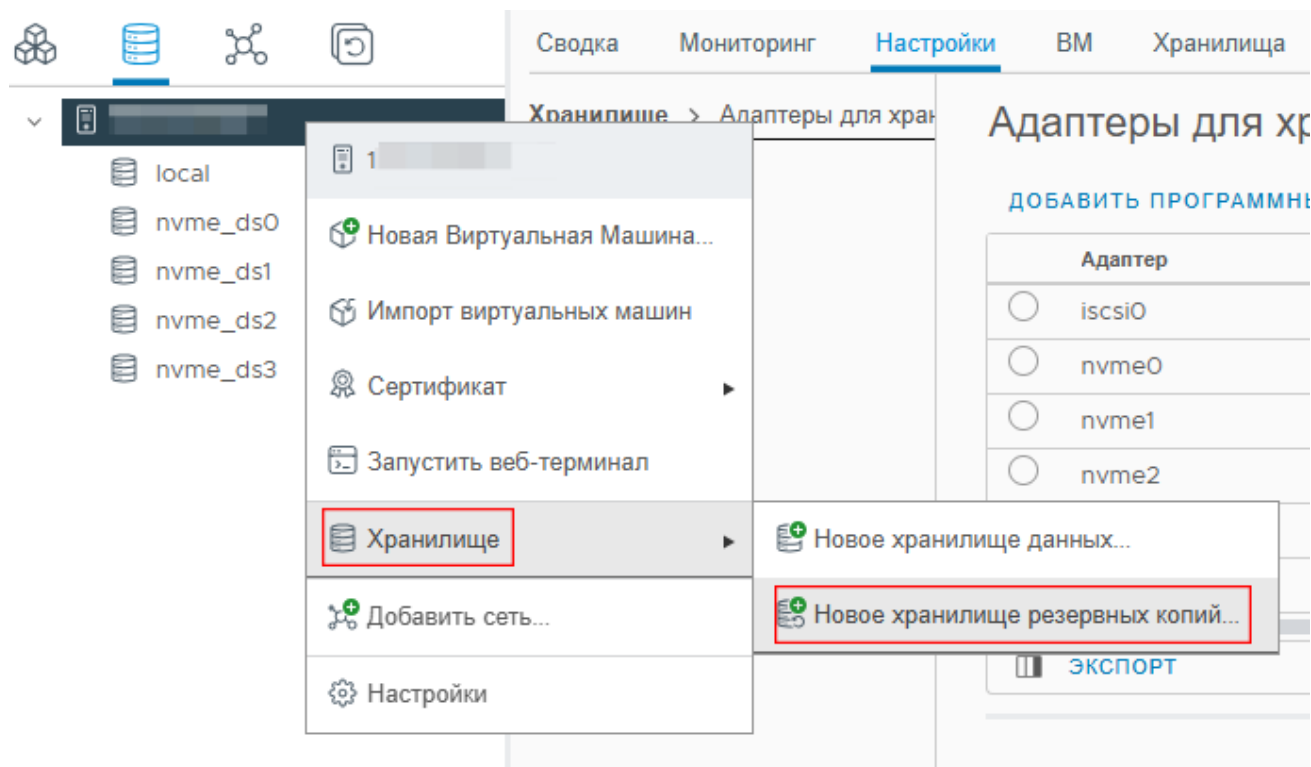 Сводка
Мониторинг
Настройки
ВМ
Хранилища
Хранилище > Адаптеры для хран
Адаптеры для хр
local
nvme_ds0
nvme_ds1
nvme_ds2
nvme_ds3
1
Новая Виртуальная Машина...
Импорт виртуальных машин
Сертификат
Запустить веб-терминал
Хранилище
Добавить сеть...
Настройки
Новое хранилище данных...
Новое хранилище резервных копий...
ДОБАВИТЬ ПРОГРАММНЫ
Адаптер
iscsi0
nvme0
nvme1
nvme2
ЭКСПОРТ